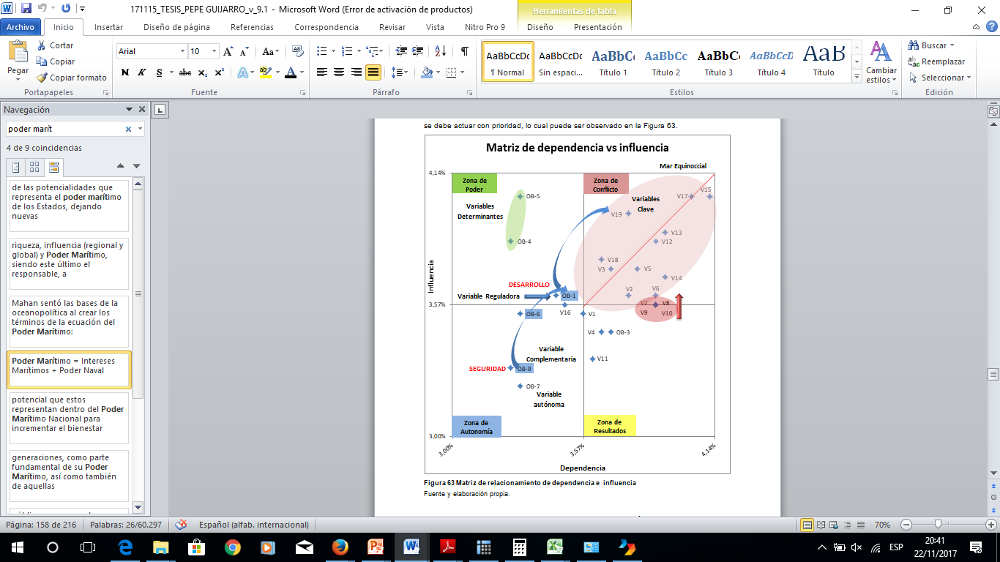 171115_TESIS_PEPE GUIJARRO_v_9.1 - Microsoft Word (Error de activación de productos)
Herramientas de tabla
Archivo Inicio Insertar Diseño de página Referencias Correspondencia Revisar Vista Nitro Pro 9 Diseño Presentación
Pegar
Cortar
Copiar
Copiar formato
Portapapeles
Arial 10
N K S abc x₂ x²
Fuente
Párrafo
AaBbCcDc AaBbCcDc AaBbC AaBbCc AaBbC AaBbCcD AaB
¶ Normal Sin espaci... Título 1 Título 2 Título 3 Título 4 Título
Cambiar estilos
Estilos
Buscar
Reemplazar
Seleccionar
Edición
Navegación
poder marít
4 de 9 coincidencias
de las potencialidades que
representa el poder marítimo
de los Estados, dejando
nuevas
riqueza, influencia (regional y
global) y Poder Marítimo,
siendo este último el
responsable, a
Mahan sentó las bases de la
oceanopolítica al crear los
términos de la ecuación del
Poder Marítimo:
Poder Marítimo = Intereses
Marítimos + Poder Naval
potencial que estos
representan dentro del Poder
Marítimo Nacional para
incrementar el bienestar
generaciones, como parte
fundamental de su Poder
Marítimo, así como también
de aquellas
se debe actuar con prioridad, lo cual puede ser observado en la Figura 63.
Matriz de dependencia vs influencia
Mar Equinoccial
4,14%
Zona de
Poder
Zona de
Conflicto
Variables
Determinantes
Variables
Clave
OB-5
V17
V15
V19
OB-4
V13
V12
V18
V3
V5
V14
Influencia
DESARROLLO
Variable Reguladora
OB-1
V2
V6
3,57%
V16
V7
V8
OB-6
V1
V9
V10
V4
OB-3
Variable
Complementaria
V11
SEGURIDAD
OB-9
OB-7
Variable
autónoma
Zona de
Autonomía
Zona de
Resultados
3,00%
3,00%
3,57%
4,14%
Dependencia
Figura 63 Matriz de relacionamiento de dependencia e influencia
Fuente y elaboración propia.
Página: 158 de 216 Palabras: 26/60.297 Español (alfab. internacional) 70%
ESP
20:41
22/11/2017